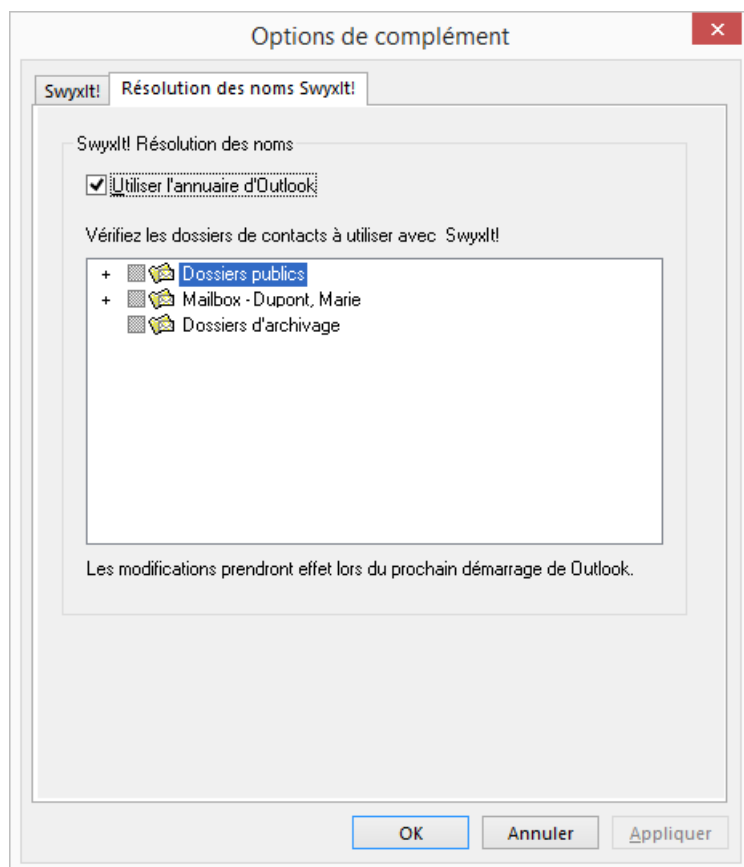 Options de complément
SwyxIt!
Résolution des noms SwyxIt!
SwyxIt! Résolution des noms
Utiliser l'annuaire d'Outlook
Vérifiez les dossiers de contacts à utiliser avec SwyxIt!
Dossiers publics
Mailbox - Dupont, Marie
Dossiers d'archivage
Les modifications prendront effet lors du prochain démarrage de Outlook.
OK
Annuler
Appliquer